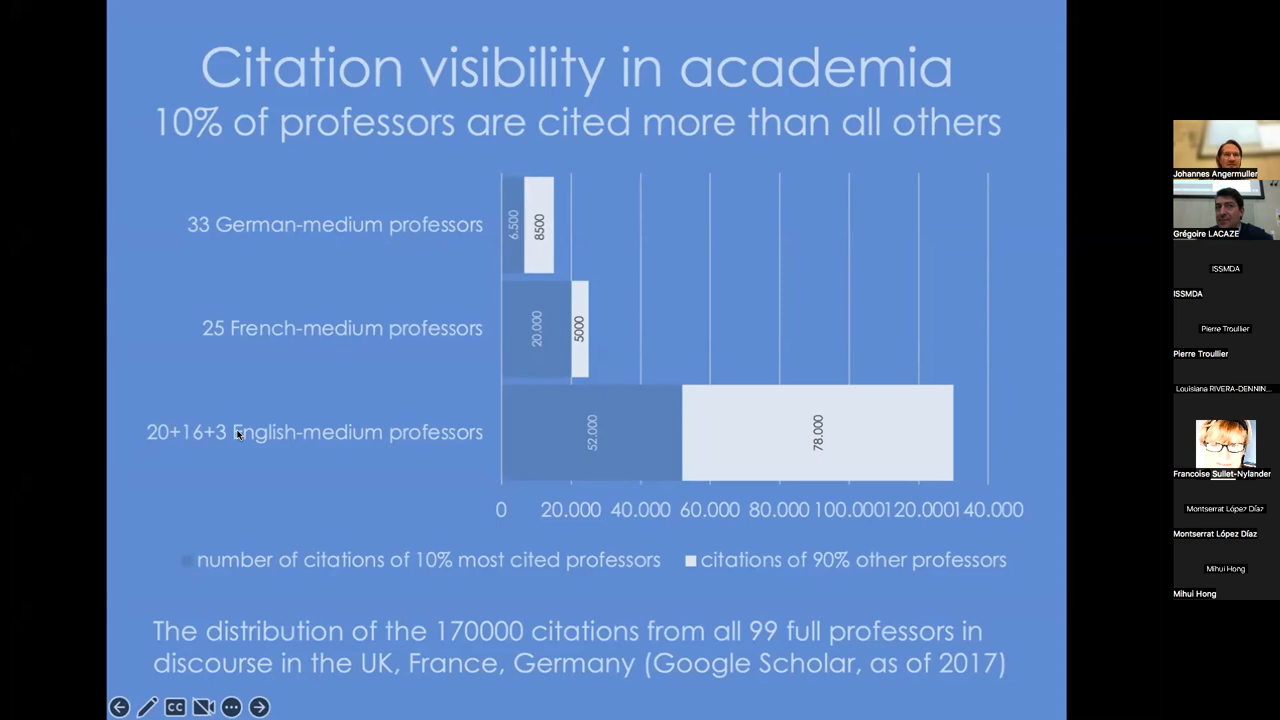 Citation visibility in academia
10% of professors are cited more than all others
33 German-medium professors
6.500
8500
25 French-medium professors
20.000
5000
20+16+3 English-medium professors
52.000
78.000
0 20.000 40.000 60.000 80.000 100.000 120.000 140.000
number of citations of 10% most cited professors
citations of 90% other professors
The distribution of the 170000 citations from all 99 full professors in
discourse in the UK, France, Germany (Google Scholar, as of 2017)
CC
Johannes Angermuller
Grégoire LACAZE
ISSMDA
ISSMDA
Pierre Troullier
Pierre Troullier
Louisiana RIVERA-DENNIN...
Francoise Sullet-Nylander
Montserrat López Díaz
Montserrat López Díaz
Mihui Hong
Mihui Hong